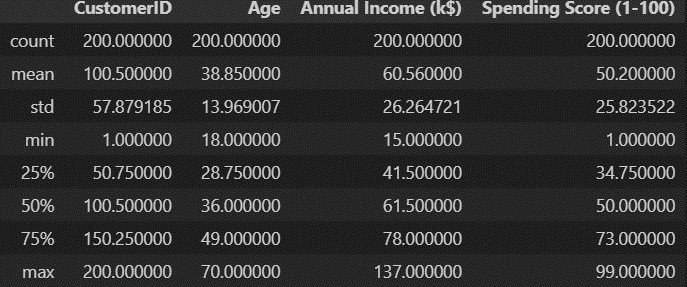 CustomerID Age Annual Income (k$) Spending Score (1-100)
count 200.000000 200.000000 200.000000 200.000000
mean 100.500000 38.850000 60.560000 50.200000
std 57.879185 13.969007 26.264721 25.823522
min 1.000000 18.000000 15.000000 1.000000
25% 50.750000 28.750000 41.500000 34.750000
50% 100.500000 36.000000 61.500000 50.000000
75% 150.250000 49.000000 78.000000 73.000000
max 200.000000 70.000000 137.000000 99.000000